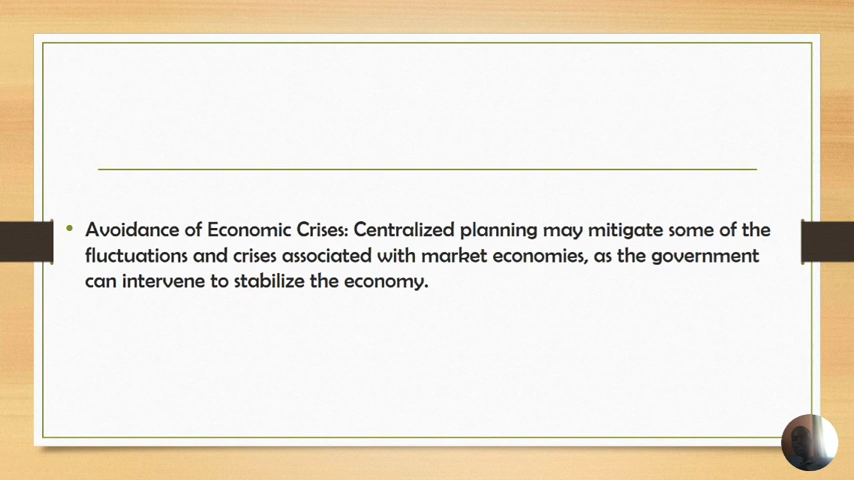 • Avoidance of Economic Crises: Centralized planning may mitigate some of the
fluctuations and crises associated with market economies, as the government
can intervene to stabilize the economy.